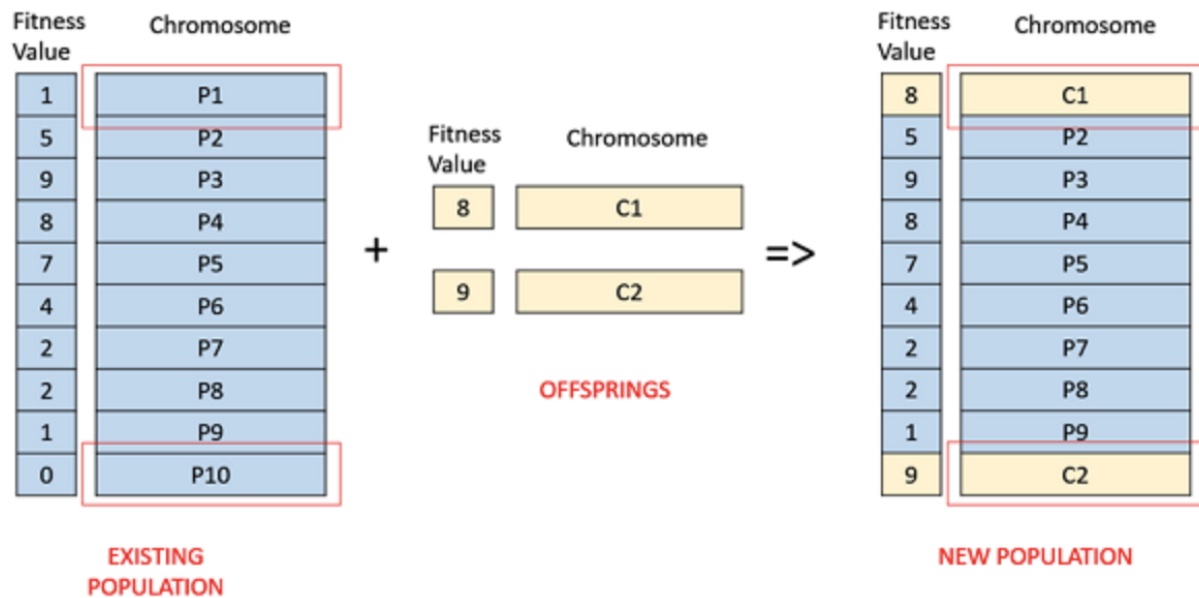 Fitness
Value
Chromosome
1
P1
5
P2
9
P3
8
P4
7
P5
4
P6
2
P7
2
P8
1
P9
0
P10
EXISTING
POPULATION
+
Fitness
Value
Chromosome
8
C1
9
C2
OFFSPRINGS
=>
Fitness
Value
Chromosome
8
C1
5
P2
9
P3
8
P4
7
P5
4
P6
2
P7
2
P8
1
P9
9
C2
NEW POPULATION